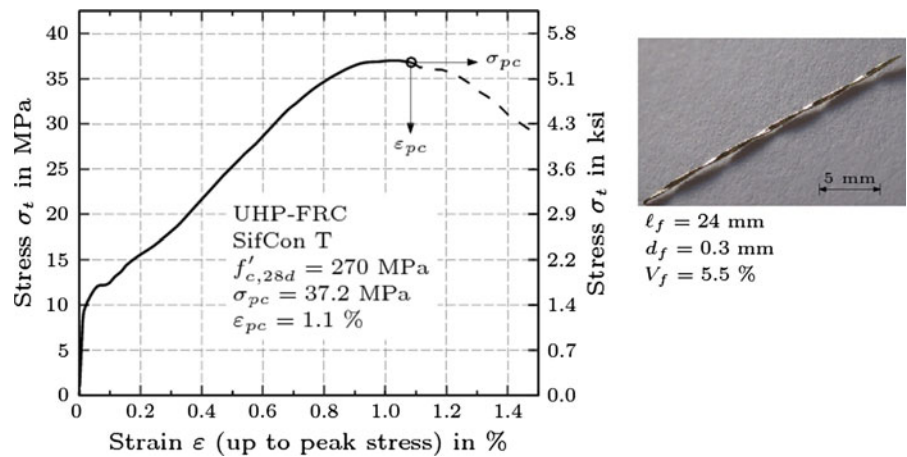 Stress σt in MPa
40
35
30
25
20
15
10
5
0
0 0.2 0.4 0.6 0.8 1.0 1.2 1.4
Strain ε (up to peak stress) in %
σpc
εpc
UHP-FRC
SifCon T
f′c,28d = 270 MPa
σpc = 37.2 MPa
εpc = 1.1 %
5.8
5.1
4.3
3.6
2.9
2.2
1.4
0.7
0.0
Stress σt in ksi
5 mm
ℓf = 24 mm
df = 0.3 mm
Vf = 5.5 %